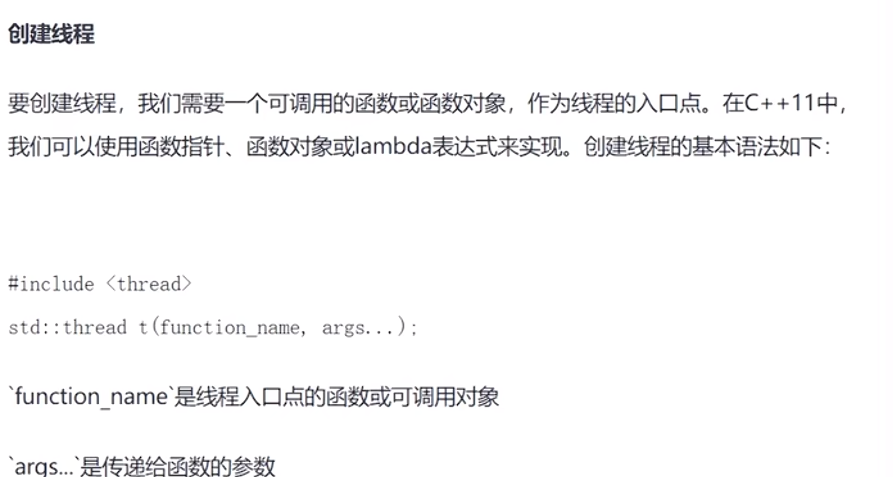 创建线程
要创建线程，我们需要一个可调用的函数或函数对象，作为线程的入口点。在C++11中，
我们可以使用函数指针、函数对象或lambda表达式来实现。创建线程的基本语法如下：
#include <thread>
std::thread t(function_name, args...);
`function_name`是线程入口点的函数或可调用对象
`args...`是传递给函数的参数